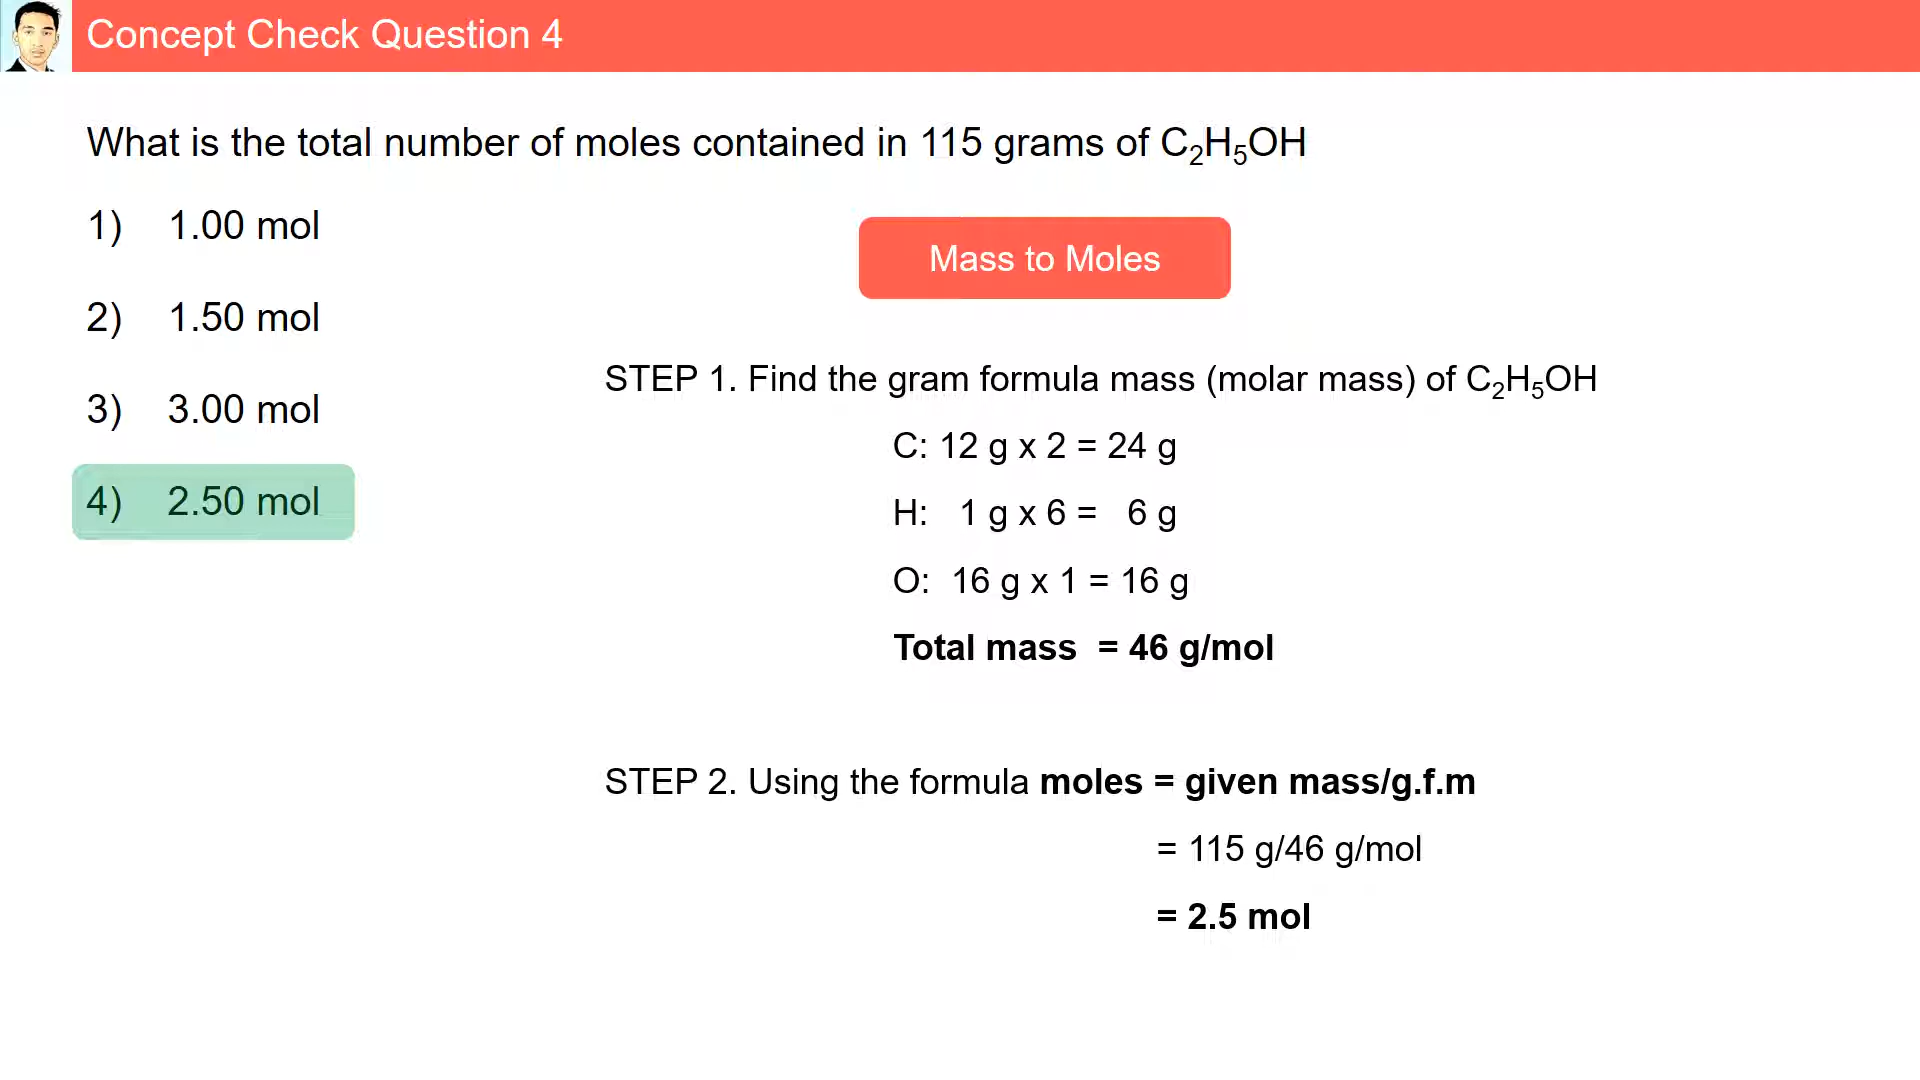 Concept Check Question 4
What is the total number of moles contained in 115 grams of C₂H₅OH
1) 1.00 mol
2) 1.50 mol
3) 3.00 mol
4) 2.50 mol
Mass to Moles
STEP 1. Find the gram formula mass (molar mass) of C₂H₅OH
C: 12 g x 2 = 24 g
H: 1 g x 6 = 6 g
O: 16 g x 1 = 16 g
Total mass = 46 g/mol
STEP 2. Using the formula moles = given mass/g.f.m
= 115 g/46 g/mol
= 2.5 mol